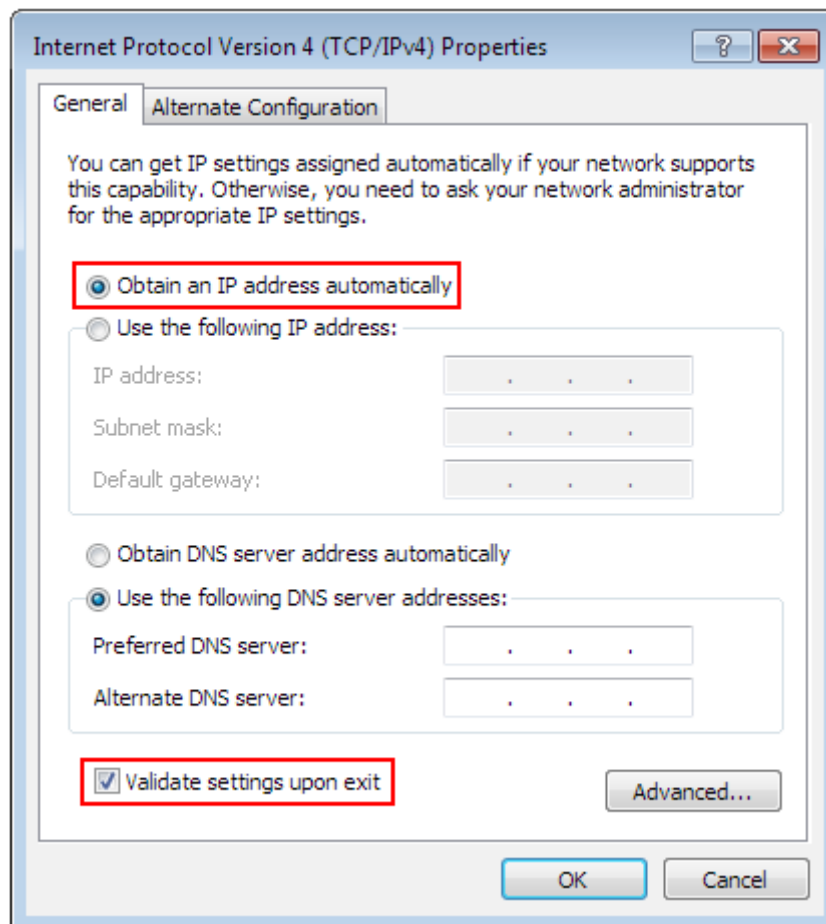 Internet Protocol Version 4 (TCP/IPv4) Properties
General
Alternate Configuration
You can get IP settings assigned automatically if your network supports
this capability. Otherwise, you need to ask your network administrator
for the appropriate IP settings.
Obtain an IP address automatically
Use the following IP address:
IP address:
Subnet mask:
Default gateway:
Obtain DNS server address automatically
Use the following DNS server addresses:
Preferred DNS server:
Alternate DNS server:
Validate settings upon exit
Advanced...
OK
Cancel